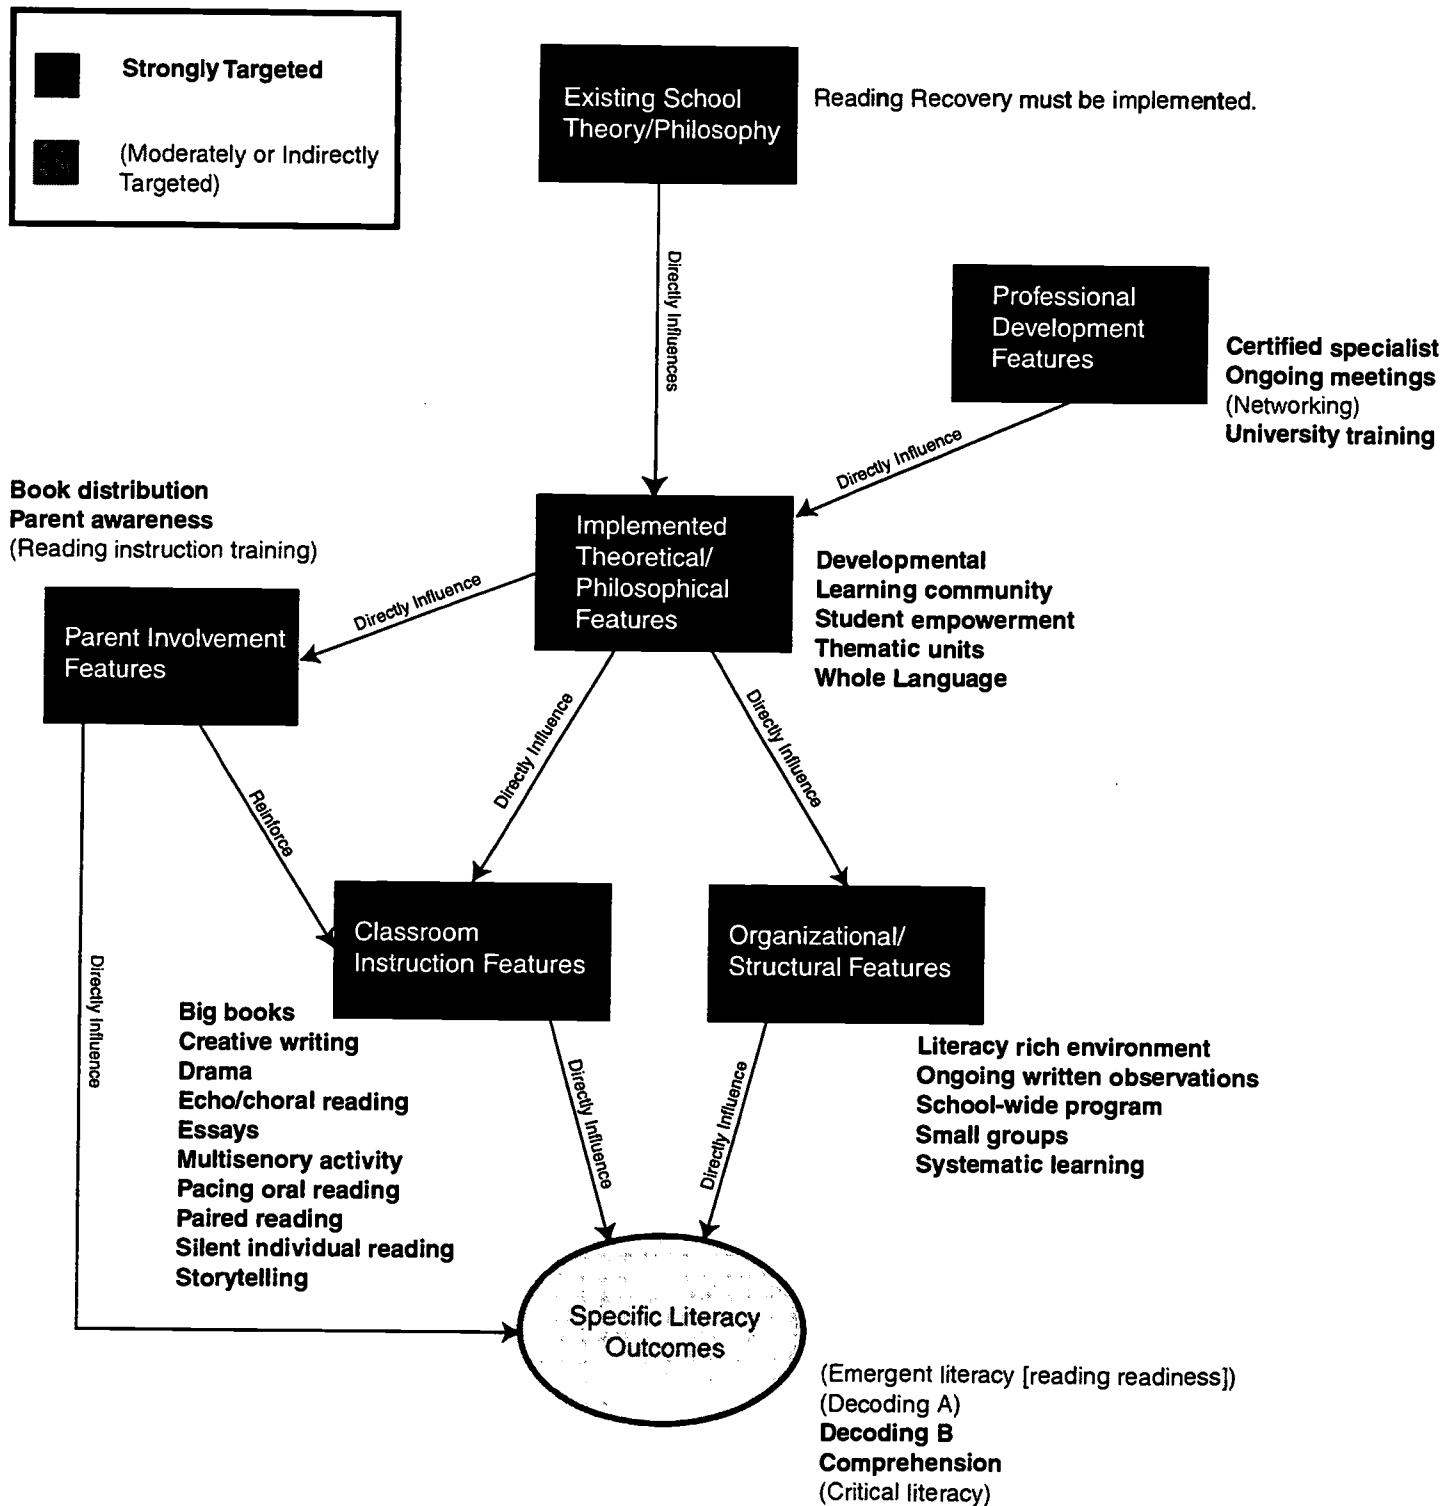 Strongly Targeted
(Moderately or Indirectly
Targeted)
Existing School
Theory/Philosophy
Reading Recovery must be implemented.
Directly Influences
Professional
Development
Features
Certified specialist
Ongoing meetings
(Networking)
University training
Directly Influence
Book distribution
Parent awareness
(Reading instruction training)
Implemented
Theoretical/
Philosophical
Features
Developmental
Learning community
Student empowerment
Thematic units
Whole Language
Directly Influence
Parent Involvement
Features
Directly Influence
Directly Influence
Reinforce
Directly Influence
Classroom
Instruction Features
Organizational/
Structural Features
Big books
Creative writing
Drama
Echo/choral reading
Essays
Multisenory activity
Pacing oral reading
Paired reading
Silent individual reading
Storytelling
Directly Influence
Directly Influence
Literacy rich environment
Ongoing written observations
School-wide program
Small groups
Systematic learning
Specific Literacy
Outcomes
(Emergent literacy [reading readiness])
(Decoding A)
Decoding B
Comprehension
(Critical literacy)